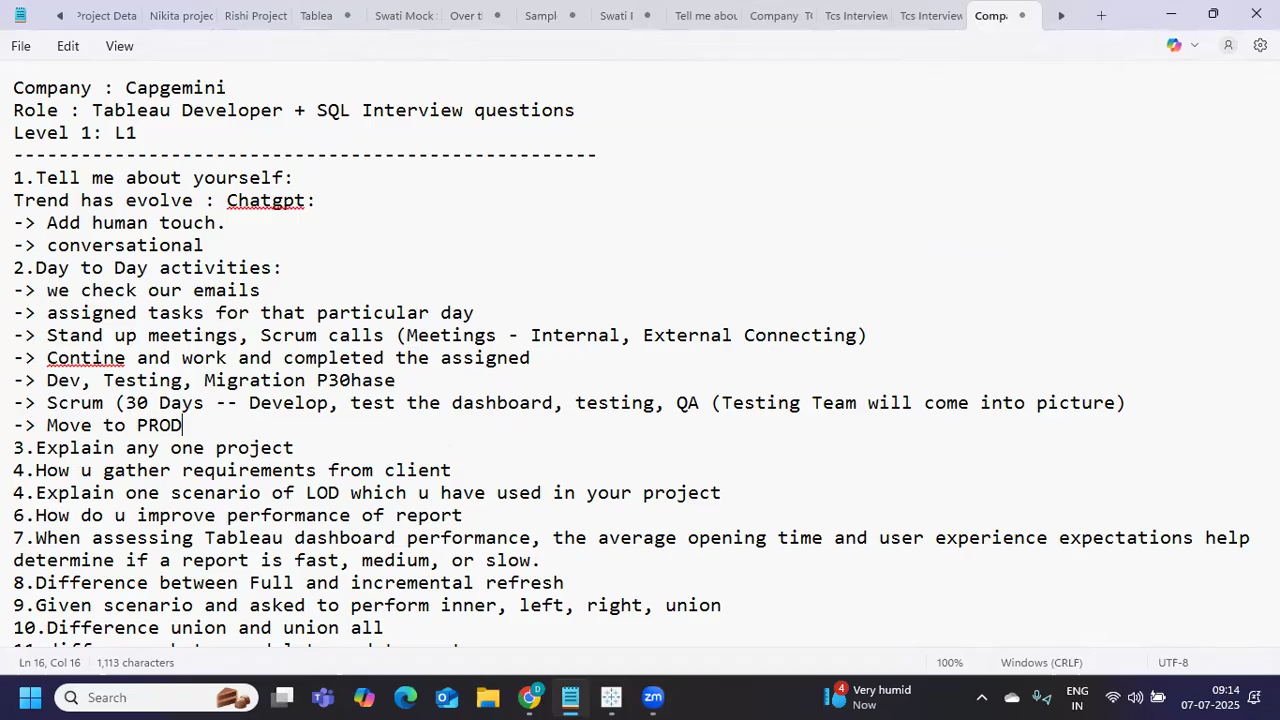 Project Deta
Nikita projec
Rishi Project
Tablea
Swati Mock
Over t
Sampl
Swati I
Tell me abou
Company
Tcs Interview
Tcs Interview
Comp
File
Edit
View
Company : Capgemini
Role : Tableau Developer + SQL Interview questions
Level 1: L1
----------------------------------------------------
1.Tell me about yourself:
Trend has evolve : Chatgpt:
-> Add human touch.
-> conversational
2.Day to Day activities:
-> we check our emails
-> assigned tasks for that particular day
-> Stand up meetings, Scrum calls (Meetings - Internal, External Connecting)
-> Contine and work and completed the assigned
-> Dev, Testing, Migration P30hase
-> Scrum (30 Days -- Develop, test the dashboard, testing, QA (Testing Team will come into picture)
-> Move to PROD
3.Explain any one project
4.How u gather requirements from client
4.Explain one scenario of LOD which u have used in your project
6.How do u improve performance of report
7.When assessing Tableau dashboard performance, the average opening time and user experience expectations help
determine if a report is fast, medium, or slow.
8.Difference between Full and incremental refresh
9.Given scenario and asked to perform inner, left, right, union
10.Difference union and union all
Ln 16, Col 16
1,113 characters
100%
Windows (CRLF)
UTF-8
Search
4
Very humid
Now
ENG
IN
09:14
07-07-2025